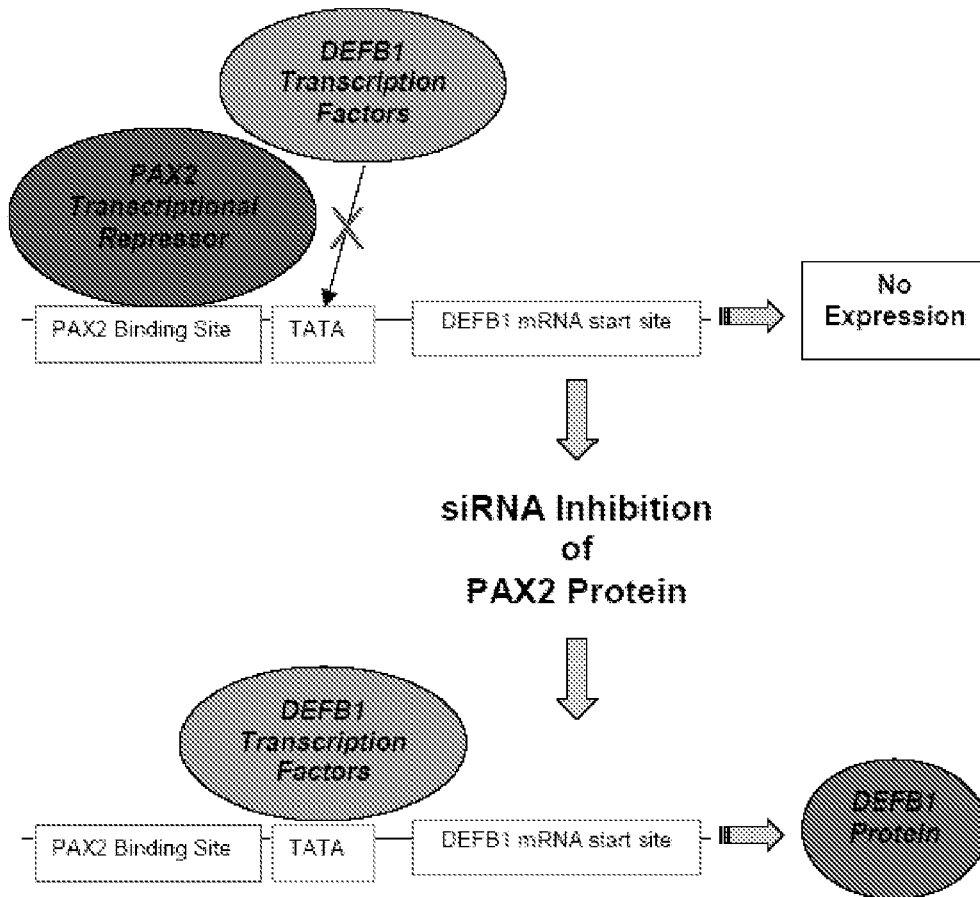 DEFB1
Transcription
Factors
PAX2
Transcriptional
Repressor
PAX2 Binding Site
TATA
DEFB1 mRNA start site
No
Expression
siRNA Inhibition
of
PAX2 Protein
DEFB1
Transcription
Factors
PAX2 Binding Site
TATA
DEFB1 mRNA start site
DEFB1
Protein